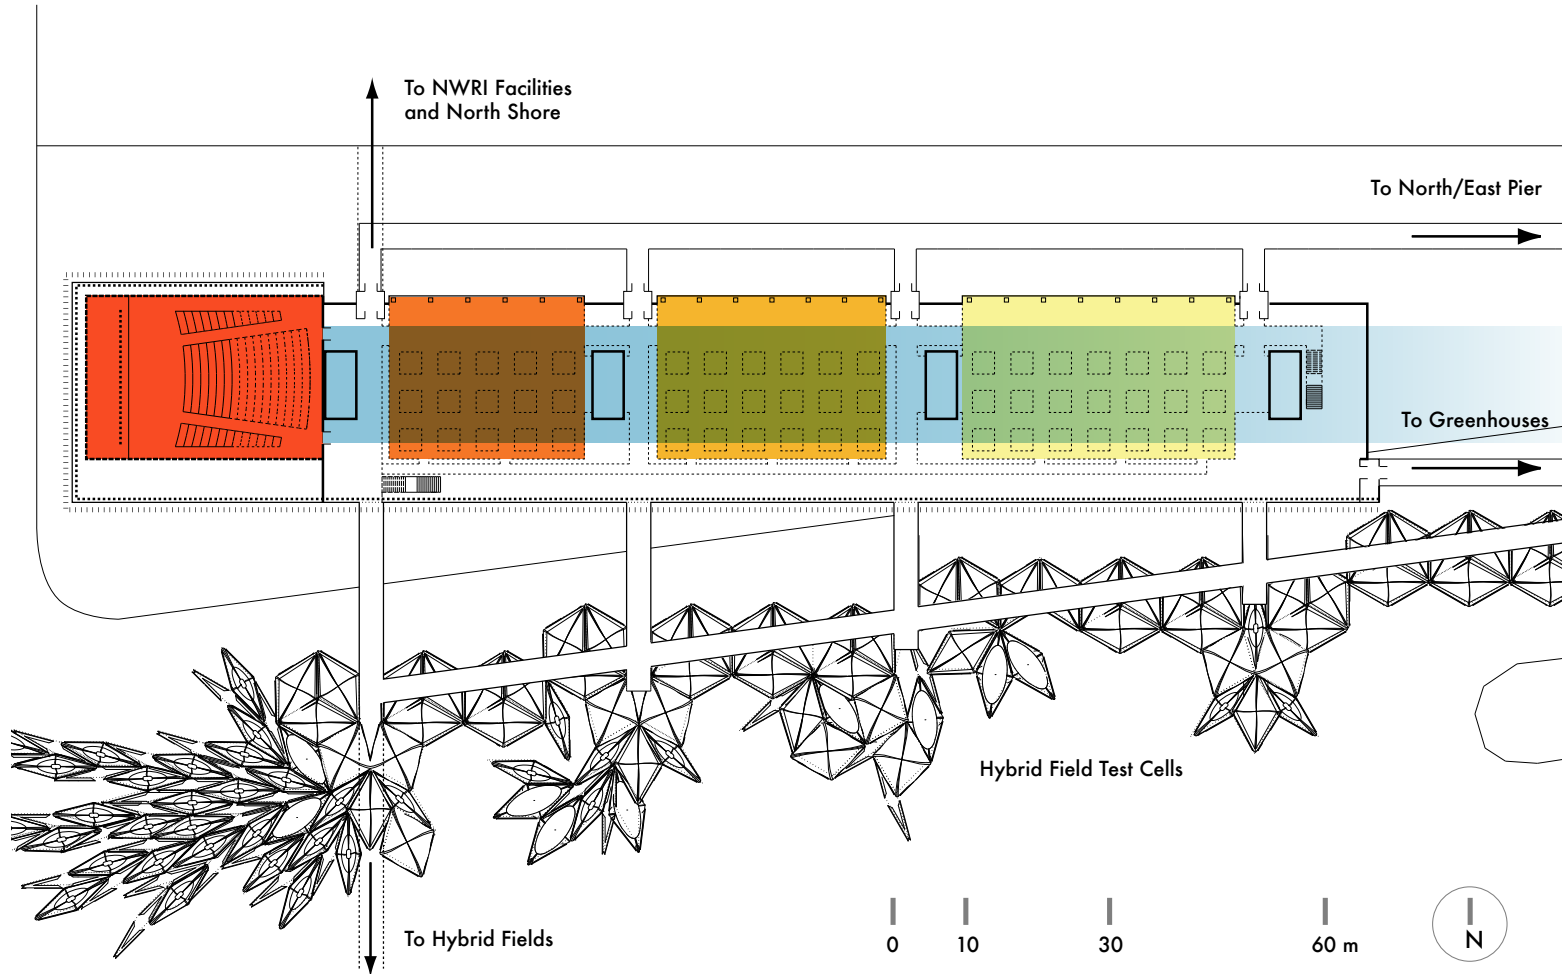 To NWRI Facilities
and North Shore
To North/East Pier
To Greenhouses
Hybrid Field Test Cells
To Hybrid Fields
0 10 30 60 m
N